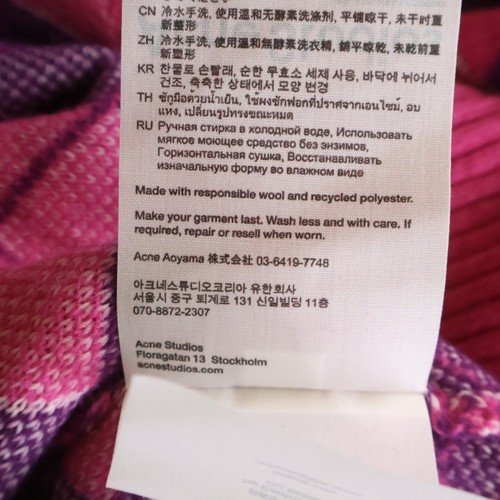 CN 冷水手洗, 使用温和无酵素洗涤剂, 平铺晾干, 未干时重
新整形
ZH 冷水手洗, 使用溫和無酵素洗衣精, 鋪平晾乾, 未乾前重
新塑形
KR 찬물로 손빨래, 순한 무효소 세제 사용, 바닥에 뉘어서
건조, 축축한 상태에서 모양 변경
TH ซักมือด้วยน้ำเย็น, ใช้ผงซักฟอกที่ปราศจากเอนไซม์, อบ
แห้ง, เปลี่ยนรูปทรงขณะหมาด
RU Ручная стирка в холодной воде, Использовать
мягкое моющее средство без энзимов,
Горизонтальная сушка, Восстанавливать
изначальную форму во влажном виде
Made with responsible wool and recycled polyester.
Make your garment last. Wash less and with care. If
required, repair or resell when worn.
Acne Aoyama 株式会社 03-6419-7748
아크네스튜디오코리아 유한회사
서울시 중구 퇴계로 131 신일빌딩 11층
070-8872-2307
Acne Studios
Floragatan 13 Stockholm
acnestudios.com